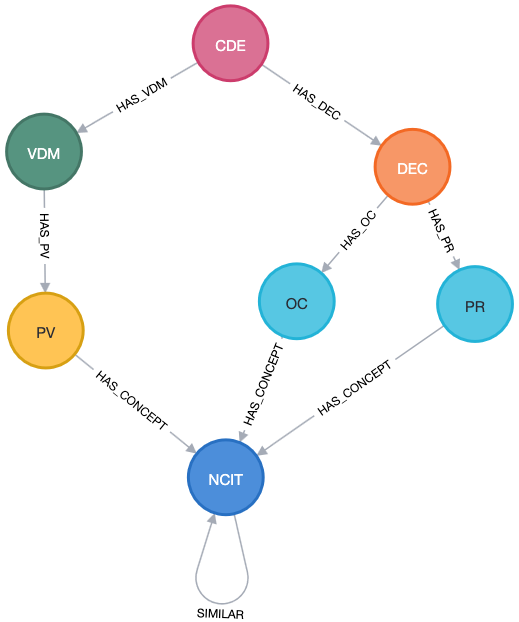 CDE
HAS_VDM
HAS_DEC
VDM
DEC
HAS_PV
HAS_OC
HAS_PR
OC
PR
PV
HAS_CONCEPT
HAS_CONCEPT
HAS_CONCEPT
NCIT
SIMILAR